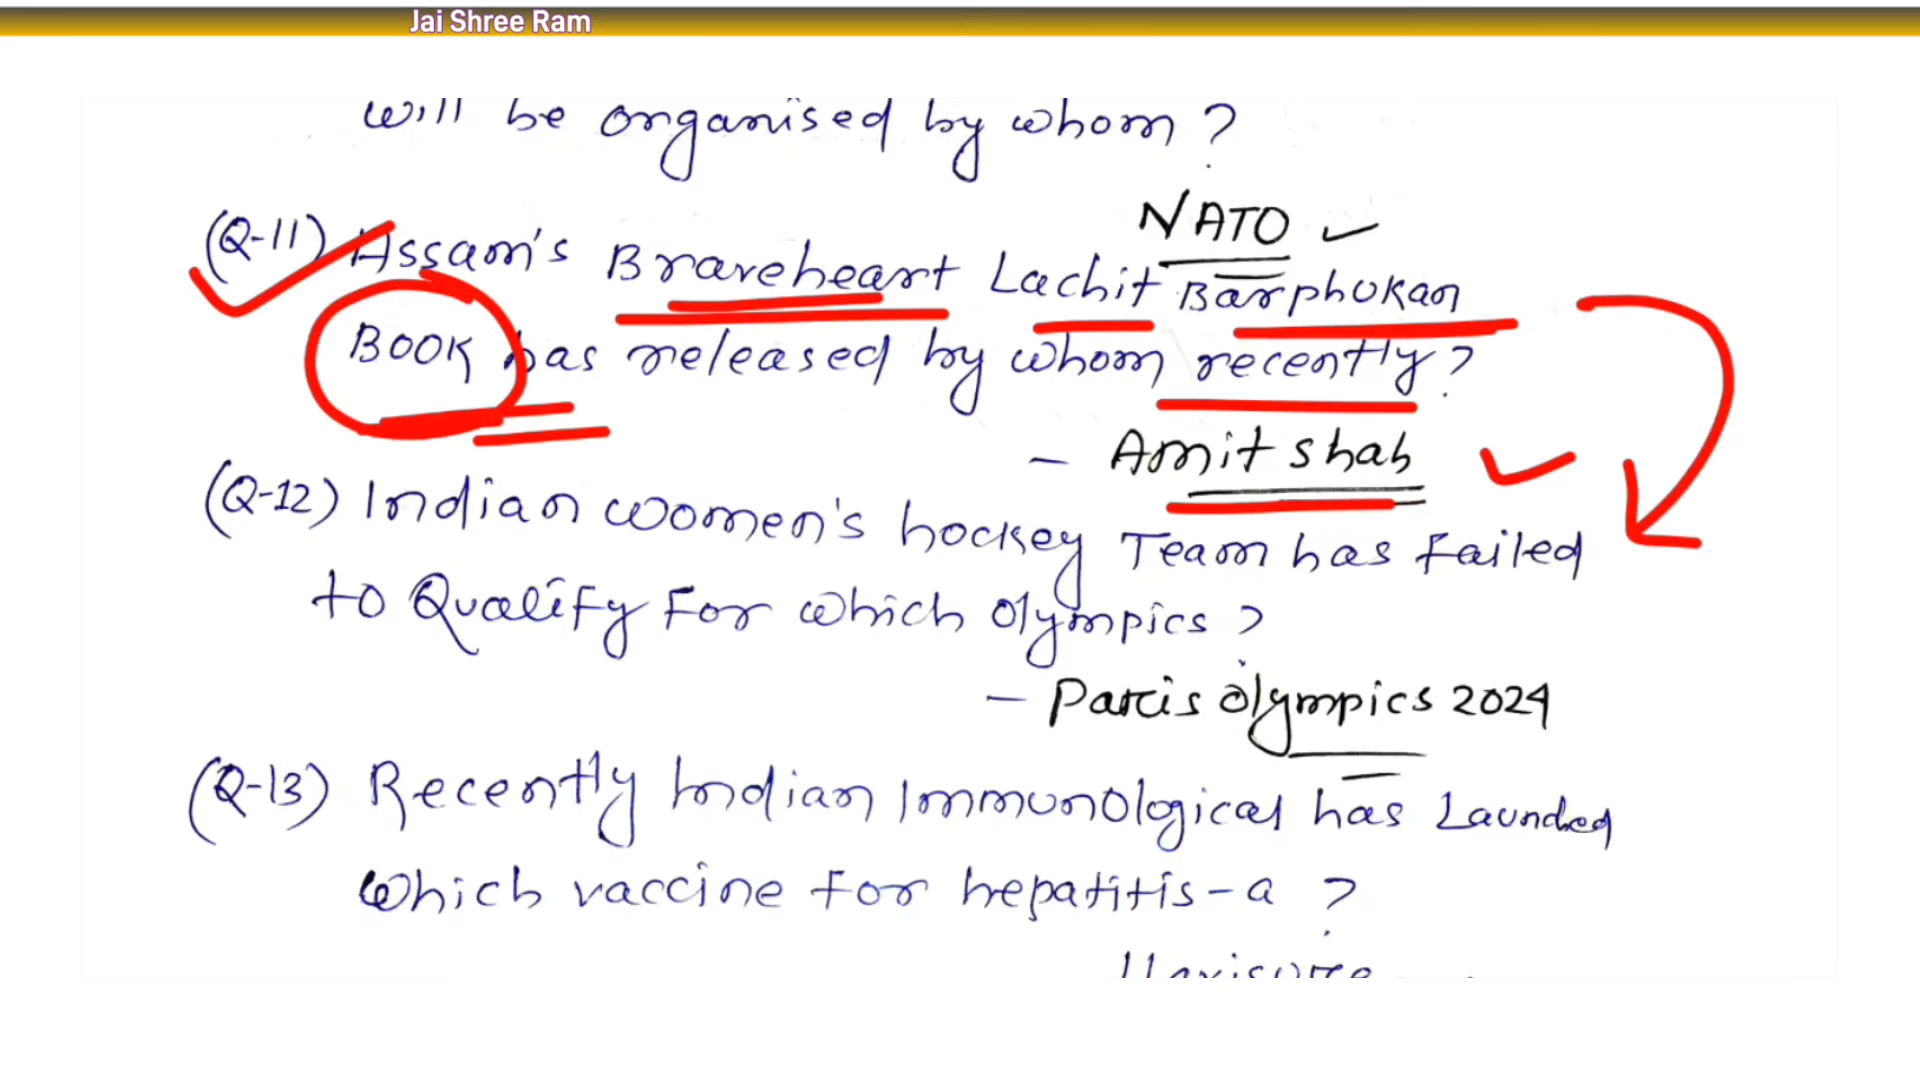 Jai Shree Ram
will be organised by whom?
NATO
(Q-11) Assam's Braveheart Lachit Barphukan
BOOK has released by whom recently?
- Amit shah
(Q-12) Indian women's hockey Team has failed
to Qualify For which Olympics?
- Paris Olympics 2024
(Q-13) Recently Indian Immunological has Launched
which vaccine for hepatitis-a ?